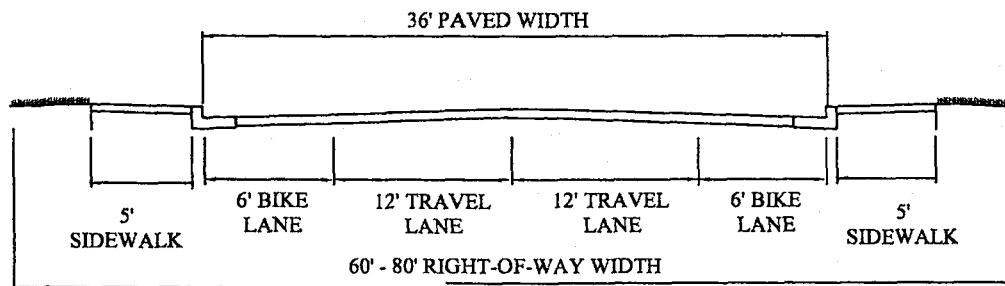 36' PAVED WIDTH
5'
SIDEWALK
6' BIKE
LANE
12' TRAVEL
LANE
12' TRAVEL
LANE
6' BIKE
LANE
5'
SIDEWALK
60' - 80' RIGHT-OF-WAY WIDTH